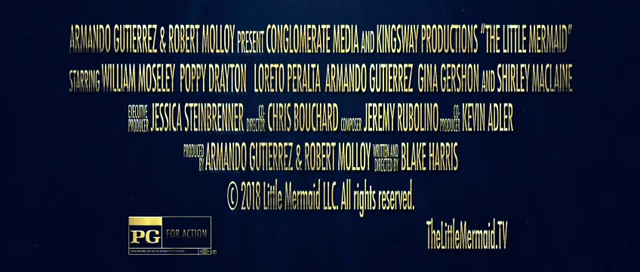 ARMANDO GUTIERREZ & ROBERT MOLLOY PRESENT CONGLOMERATE MEDIA AND KINGSWAY PRODUCTIONS "THE LITTLE MERMAID"
STARRING WILLIAM MOSELEY POPPY DRAYTON LORETO PERALTA ARMANDO GUTIERREZ GINA GERSHON AND SHIRLEY MACLAINE
EXECUTIVE PRODUCER JESSICA STEINBRENNER CO-DIRECTOR CHRIS BOUCHARD COMPOSER JEREMY RUBOLINO CO-PRODUCER KEVIN ADLER
PRODUCED BY ARMANDO GUTIERREZ & ROBERT MOLLOY WRITTEN AND DIRECTED BY BLAKE HARRIS
© 2018 Little Mermaid LLC. All rights reserved.
PG FOR ACTION
TheLittleMermaid.TV